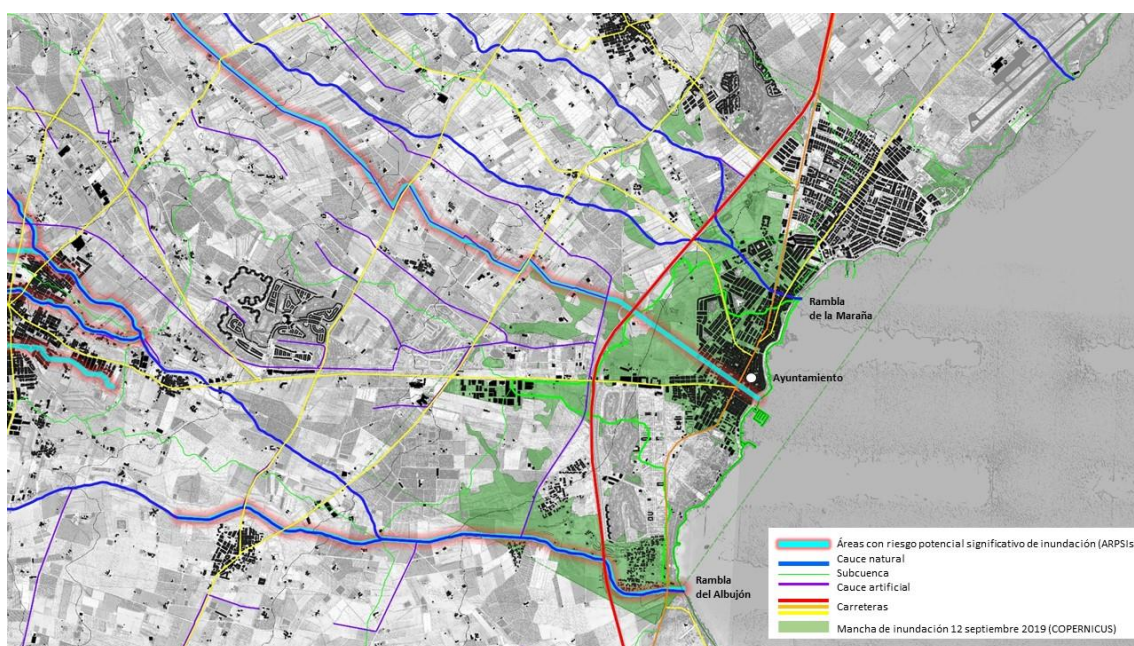 Rambla
de la Maraña
Ayuntamiento
Rambla
del Albujón
Áreas con riesgo potencial significativo de inundación (ARPSIs
Cauce natural
Subcuenca
Cauce artificial
Carreteras
Mancha de inundación 12 septiembre 2019 (COPERNICUS)